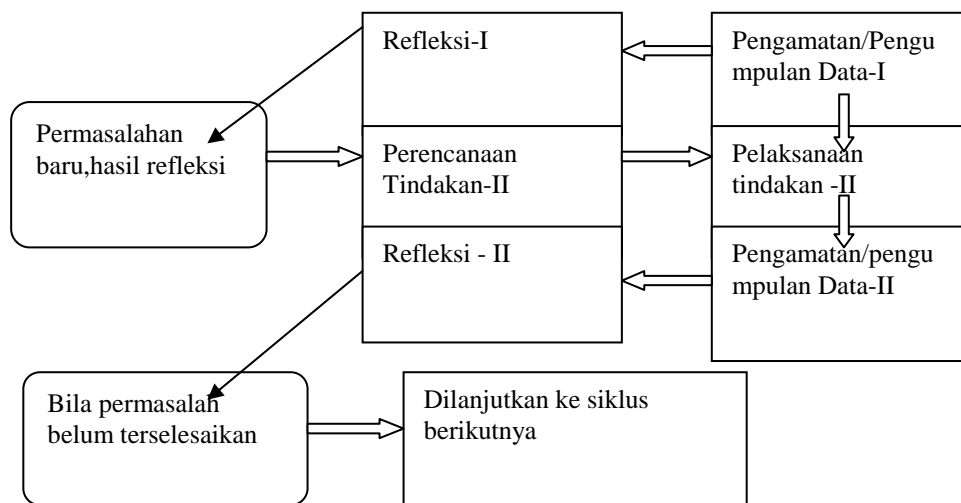 Refleksi-I
Pengamatan/Pengu
mpulan Data-I
Permasalahan
baru,hasil refleksi
Perencanaan
Tindakan-II
Pelaksanaan
tindakan -II
Refleksi - II
Pengamatan/pengu
mpulan Data-II
Bila permasalah
belum terselesaikan
Dilanjutkan ke siklus
berikutnya